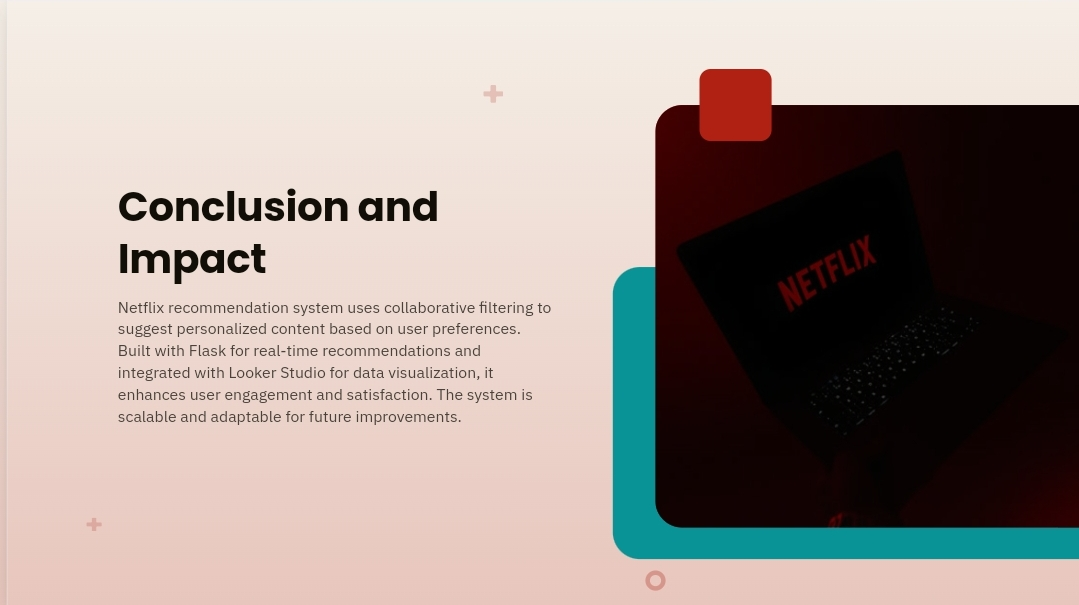 Conclusion and
Impact
Netflix recommendation system uses collaborative filtering to
suggest personalized content based on user preferences.
Built with Flask for real-time recommendations and
integrated with Looker Studio for data visualization, it
enhances user engagement and satisfaction. The system is
scalable and adaptable for future improvements.
NETFLIX